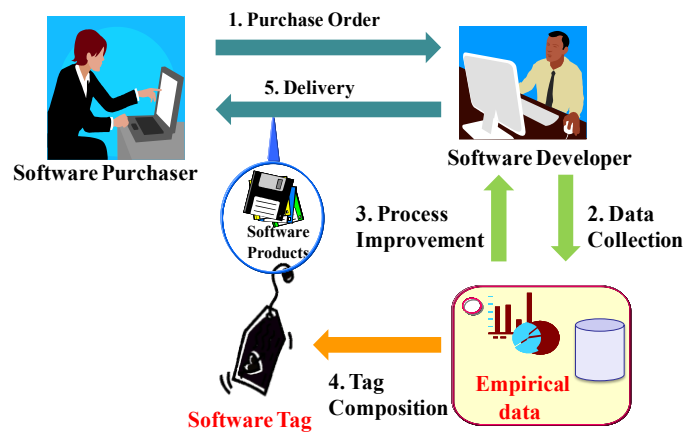 1. Purchase Order
5. Delivery
Software Purchaser
Software Developer
Software
Products
3. Process
Improvement
2. Data
Collection
4. Tag
Composition
Empirical
data
Software Tag